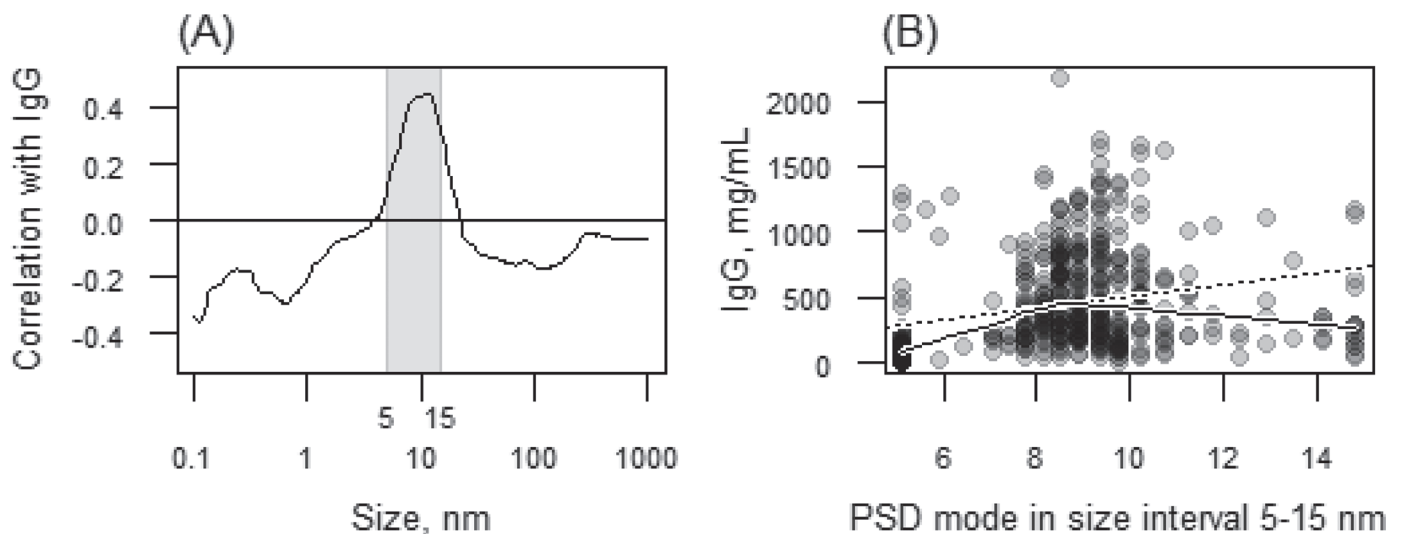 (A)
Correlation with IgG
0.4
0.2
0.0
-0.2
-0.4
5 15
0.1 1 10 100 1000
Size, nm
(B)
IgG, mg/mL
2000
1500
1000
500
0
6 8 10 12 14
PSD mode in size interval 5-15 nm